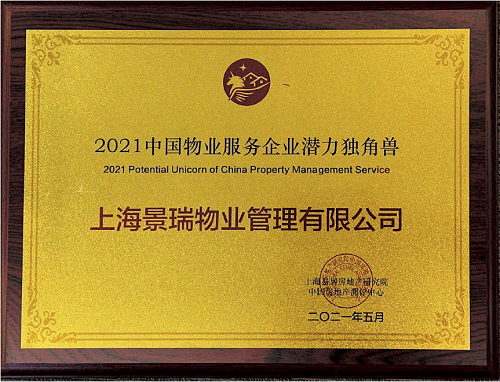 2021中国物业服务企业潜力独角兽
2021 Potential Unicorn of China Property Management Service
上海景瑞物业管理有限公司
上海易居房地产研究院
中国房地产测评中心
二〇二一年五月